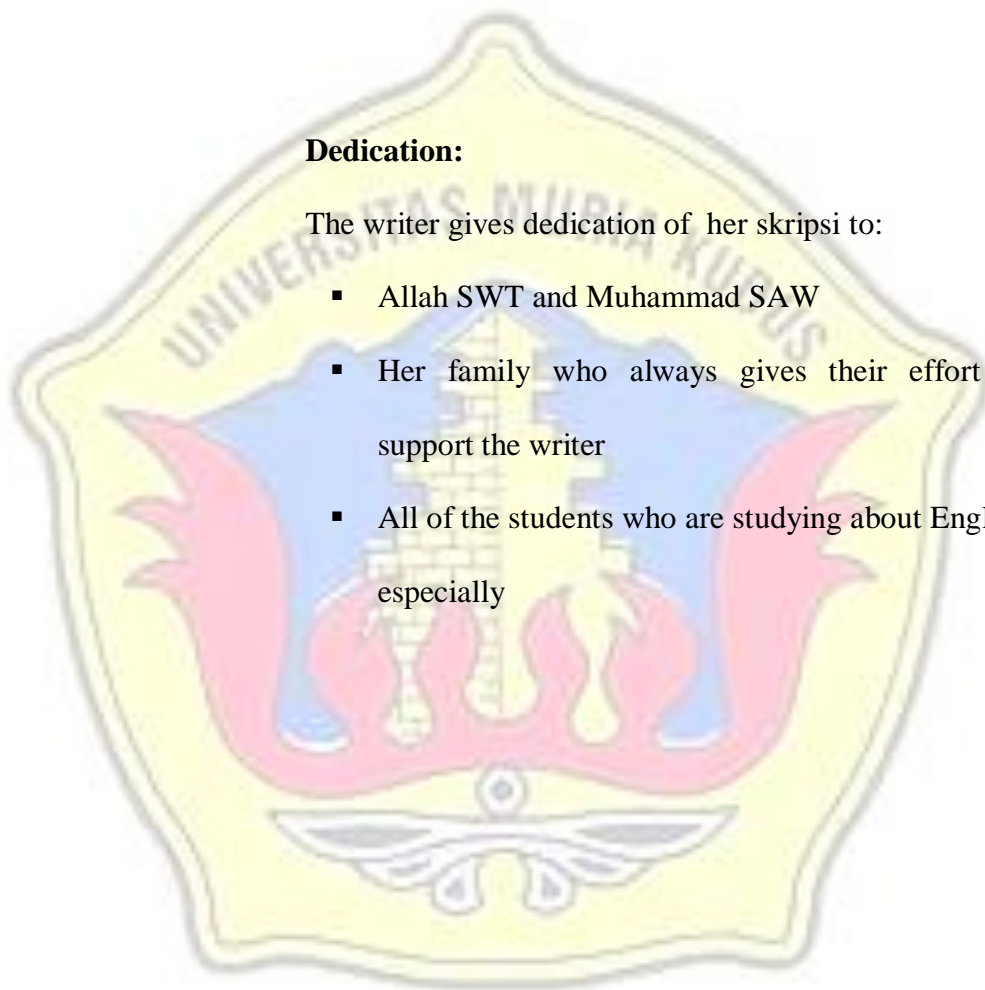 Dedication:
UNIVERSITAS MURIA KUDUS
The writer gives dedication of her skripsi to:
▪ Allah SWT and Muhammad SAW
▪ Her family who always gives their effort
support the writer
▪ All of the students who are studying about Engl
especially